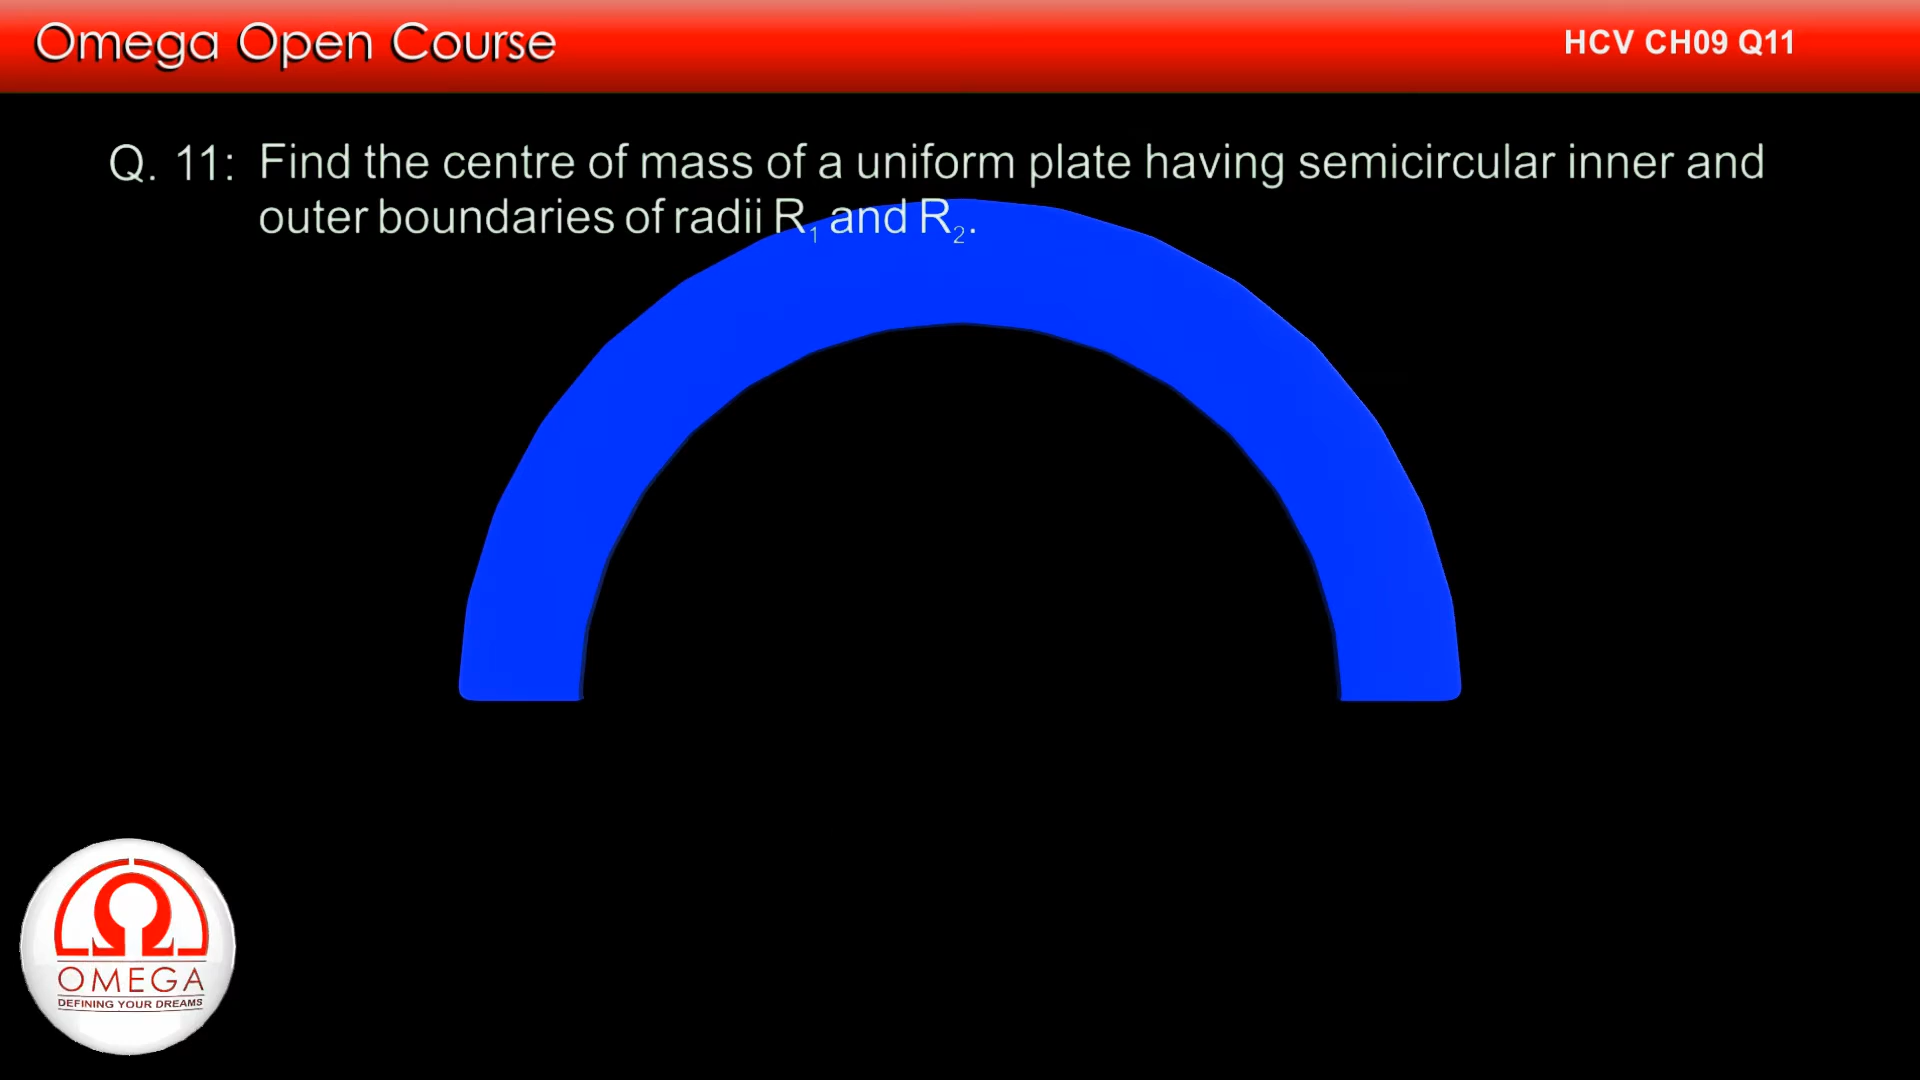 Omega Open Course
HCV CH09 Q11
Q. 11: Find the centre of mass of a uniform plate having semicircular inner and
outer boundaries of radii R₁ and R₂.
OMEGA
DEFINING YOUR DREAMS